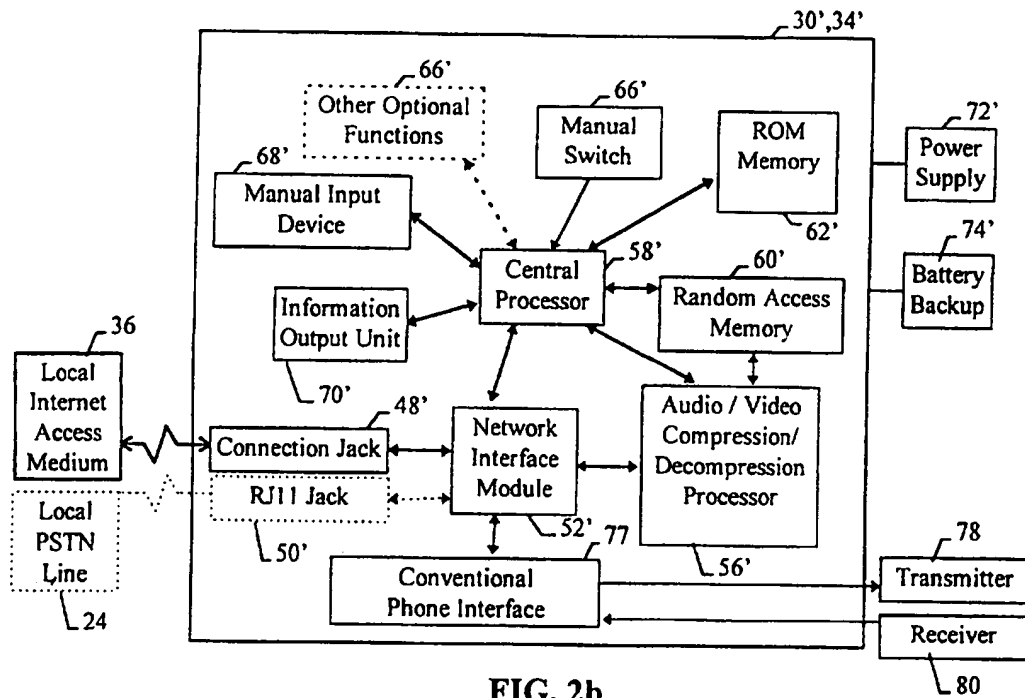 30',34'
66'
Other Optional
Functions
66'
Manual
Switch
ROM
Memory
62'
72'
Power
Supply
68'
Manual Input
Device
58'
Central
Processor
60'
Random Access
Memory
74'
Battery
Backup
Information
Output Unit
70'
36
Local
Internet
Access
Medium
48'
Connection Jack
Network
Interface
Module
52'
Audio / Video
Compression/
Decompression
Processor
56'
RJ11 Jack
50'
Local
PSTN
Line
24
77
Conventional
Phone Interface
78
Transmitter
Receiver
80
FIG. 2b